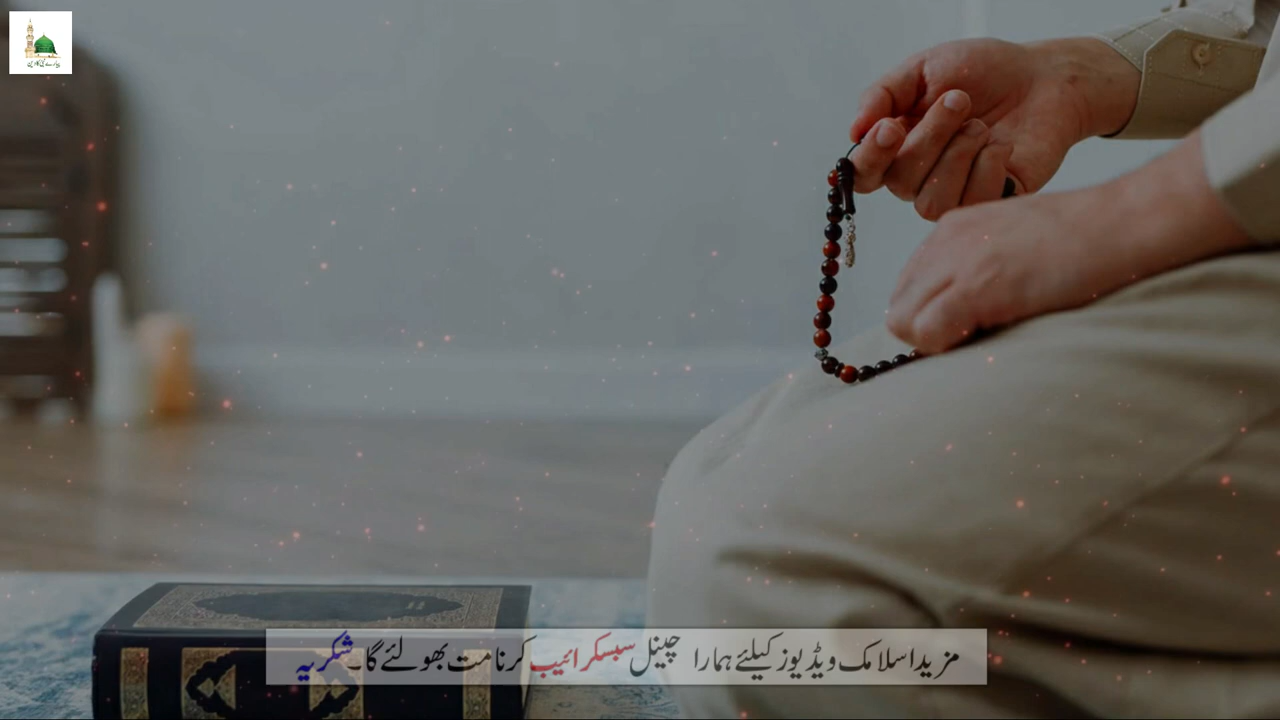 مزید اسلامک ویڈیوز کیلئے ہمارا چینل سبسکرائیب کرنا مت بھولئے گا۔ شکریہ